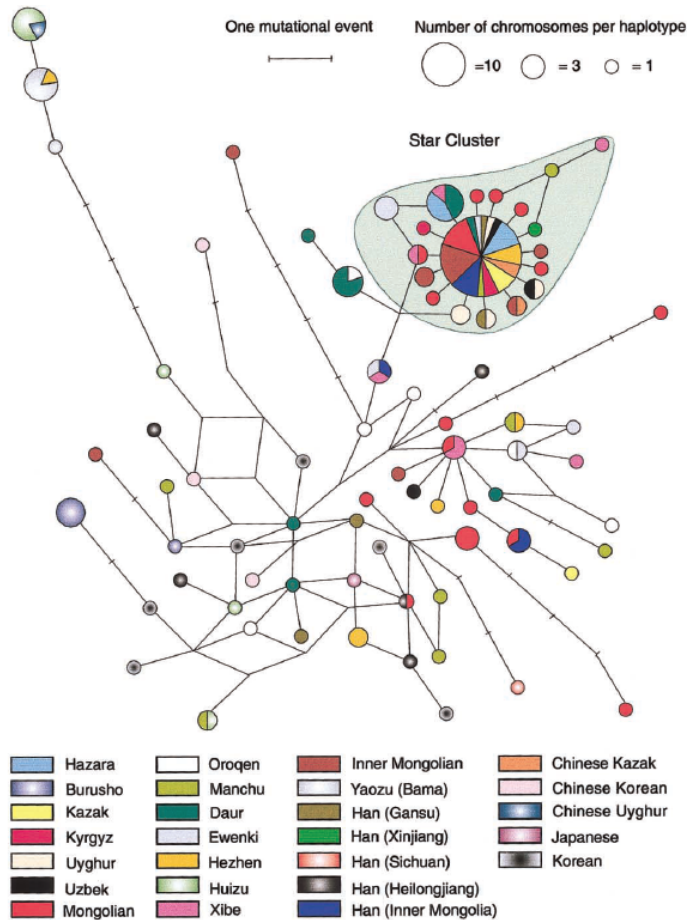 One mutational event
Number of chromosomes per haplotype
=10
= 3
= 1
Star Cluster
Hazara
Burusho
Kazak
Kyrgyz
Uyghur
Uzbek
Mongolian
Oroqen
Manchu
Daur
Ewenki
Hezhen
Huizu
Xibe
Inner Mongolian
Yaozu (Bama)
Han (Gansu)
Han (Xinjiang)
Han (Sichuan)
Han (Heilongjiang)
Han (Inner Mongolia)
Chinese Kazak
Chinese Korean
Chinese Uyghur
Japanese
Korean